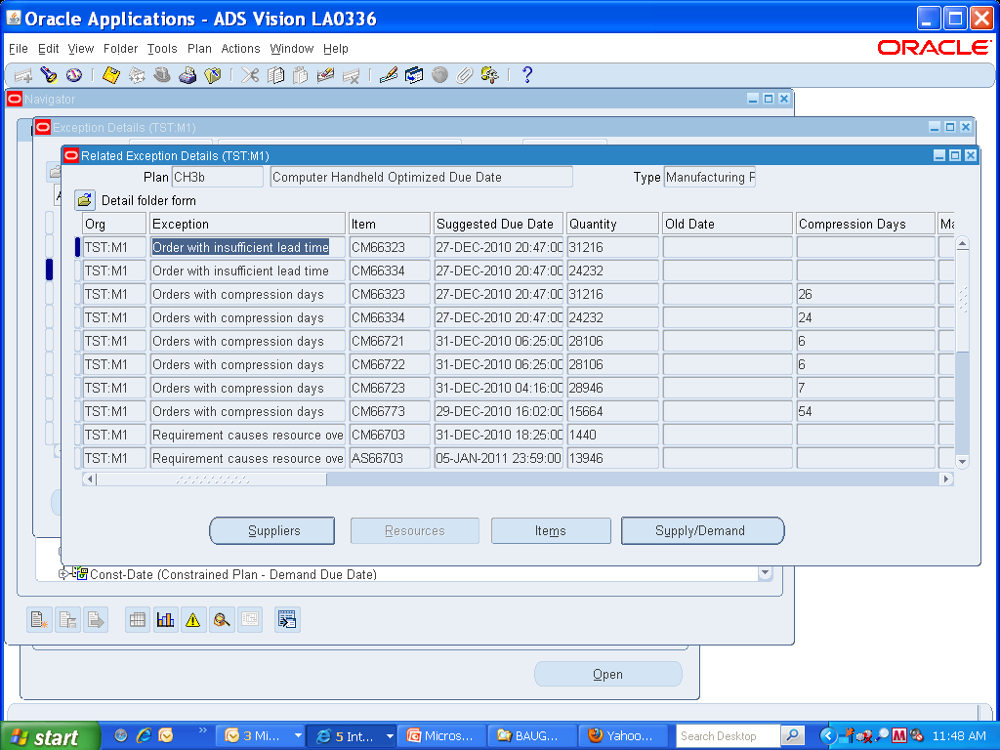 Oracle Applications - ADS Vision LA0336
File Edit View Folder Tools Plan Actions Window Help
ORACLE
Navigator
Exception Details (TST:M1)
Related Exception Details (TST:M1)
Plan CH3b Computer Handheld Optimized Due Date Type Manufacturing F
Detail folder form
Org Exception Item Suggested Due Date Quantity Old Date Compression Days Ma
TST:M1 Order with insufficient lead time CM66323 27-DEC-2010 20:47:00 31216
TST:M1 Order with insufficient lead time CM66334 27-DEC-2010 20:47:00 24232
TST:M1 Orders with compression days CM66323 27-DEC-2010 20:47:00 31216 26
TST:M1 Orders with compression days CM66334 27-DEC-2010 20:47:00 24232 24
TST:M1 Orders with compression days CM66721 31-DEC-2010 06:25:00 28106 6
TST:M1 Orders with compression days CM66722 31-DEC-2010 06:25:00 28106 6
TST:M1 Orders with compression days CM66723 31-DEC-2010 04:16:00 28946 7
TST:M1 Orders with compression days CM66773 29-DEC-2010 16:02:00 15664 54
TST:M1 Requirement causes resource ove CM66703 31-DEC-2010 18:25:00 1440
TST:M1 Requirement causes resource ove AS66703 05-JAN-2011 23:59:00 13946
Suppliers Resources Items Supply/Demand
Const-Date (Constrained Plan - Demand Due Date)
Open
start 3 Mi... 5 Int... Micros... BAUG... Yahoo... Search Desktop 11:48 AM